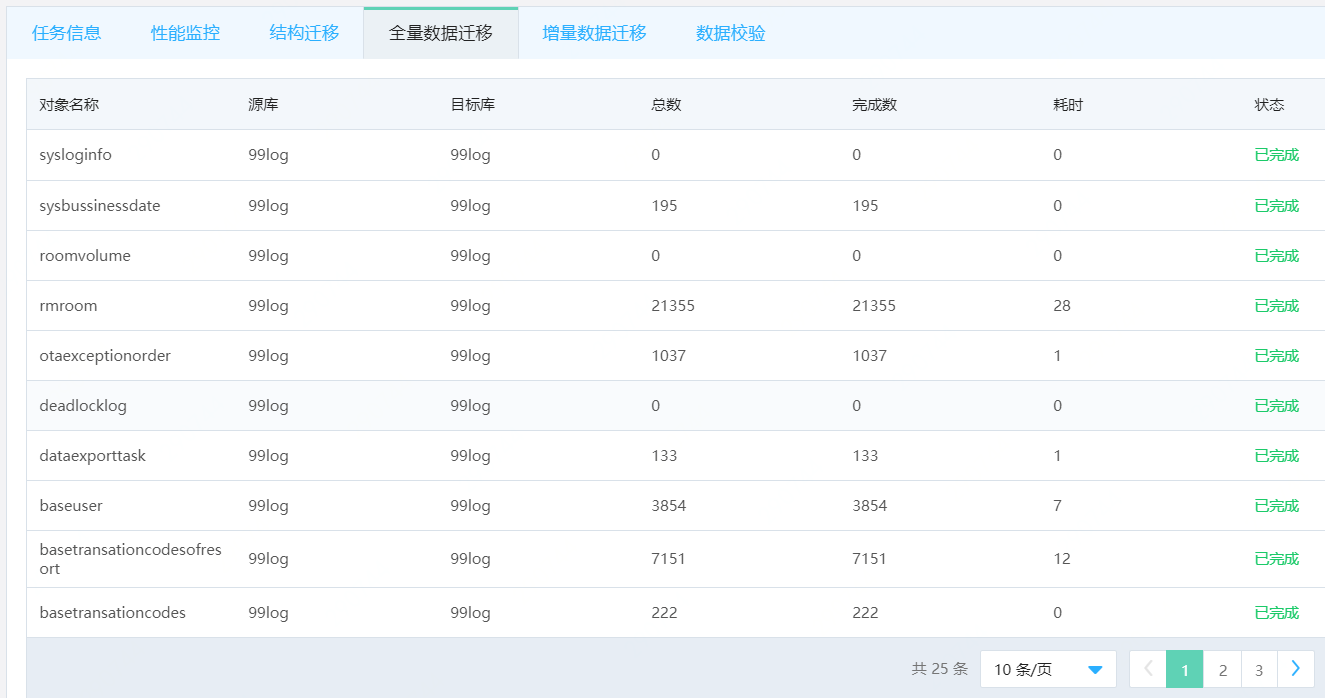 任务信息 性能监控 结构迁移 全量数据迁移 增量数据迁移 数据校验
对象名称 源库 目标库 总数 完成数 耗时 状态
sysloginfo 99log 99log 0 0 0 已完成
sysbussinessdate 99log 99log 195 195 0 已完成
roomvolume 99log 99log 0 0 0 已完成
rmroom 99log 99log 21355 21355 28 已完成
otaexceptionorder 99log 99log 1037 1037 1 已完成
deadlocklog 99log 99log 0 0 0 已完成
dataexporttask 99log 99log 133 133 1 已完成
baseuser 99log 99log 3854 3854 7 已完成
basetransationcodesofres
ort 99log 99log 7151 7151 12 已完成
basetransationcodes 99log 99log 222 222 0 已完成
共 25 条 10 条/页 1 2 3